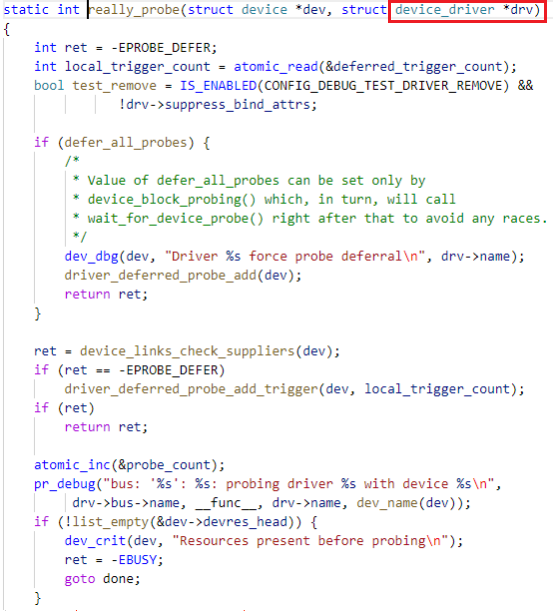 static int really_probe(struct device *dev, struct device_driver *drv)
{
int ret = -EPROBE_DEFER;
int local_trigger_count = atomic_read(&deferred_trigger_count);
bool test_remove = IS_ENABLED(CONFIG_DEBUG_TEST_DRIVER_REMOVE) &&
!drv->suppress_bind_attrs;
if (defer_all_probes) {
/*
* Value of defer_all_probes can be set only by
* device_block_probing() which, in turn, will call
* wait_for_device_probe() right after that to avoid any races.
*/
dev_dbg(dev, "Driver %s force probe deferral\n", drv->name);
driver_deferred_probe_add(dev);
return ret;
}
ret = device_links_check_suppliers(dev);
if (ret == -EPROBE_DEFER)
driver_deferred_probe_add_trigger(dev, local_trigger_count);
if (ret)
return ret;
atomic_inc(&probe_count);
pr_debug("bus: '%s': %s: probing driver %s with device %s\n",
drv->bus->name, __func__, drv->name, dev_name(dev));
if (!list_empty(&dev->devres_head)) {
dev_crit(dev, "Resources present before probing\n");
ret = -EBUSY;
goto done;
}